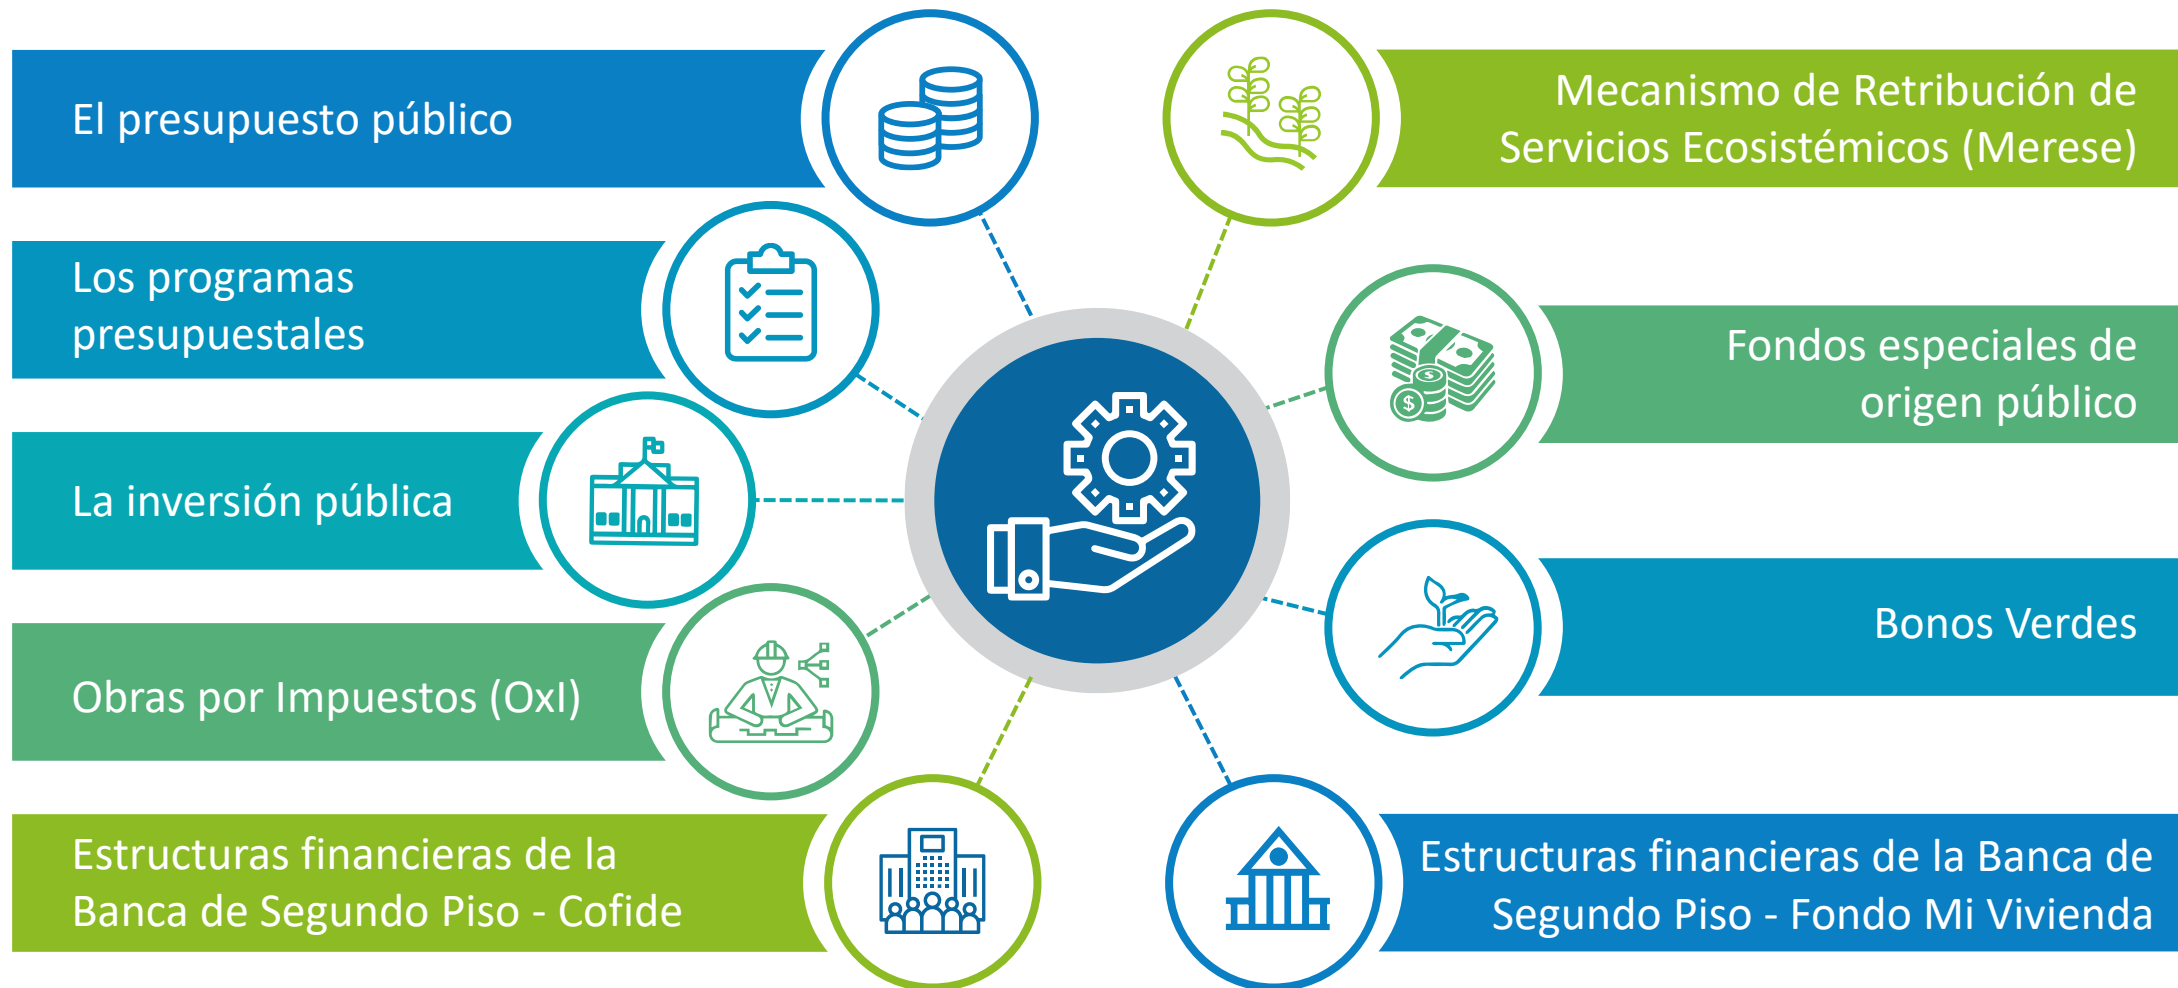 El presupuesto público
Los programas
presupuestales
La inversión pública
Obras por Impuestos (OxI)
Estructuras financieras de la
Banca de Segundo Piso - Cofide
Mecanismo de Retribución de
Servicios Ecosistémicos (Merese)
Fondos especiales de
origen público
Bonos Verdes
Estructuras financieras de la Banca de
Segundo Piso - Fondo Mi Vivienda